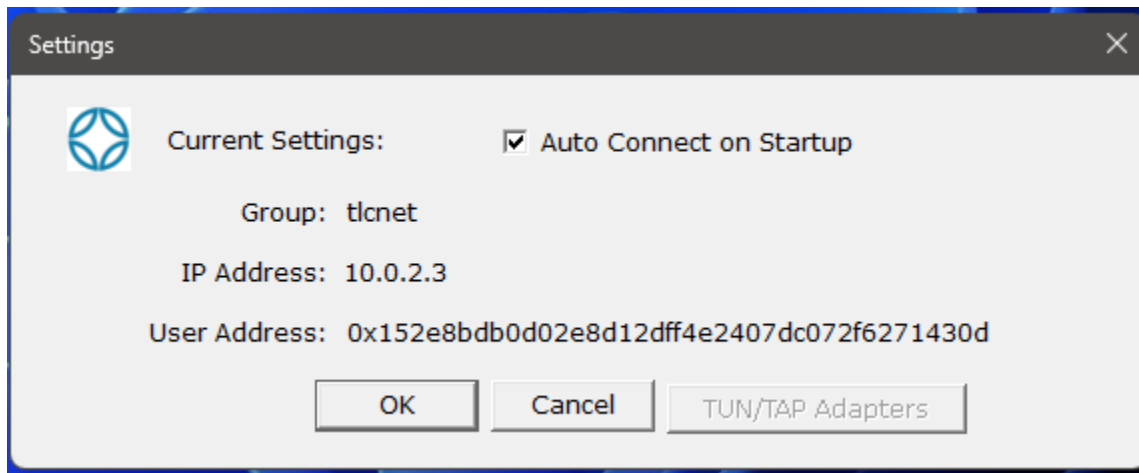 Settings
Current Settings: Auto Connect on Startup
Group: tlcnet
IP Address: 10.0.2.3
User Address: 0x152e8bdb0d02e8d12dff4e2407dc072f6271430d
OK Cancel TUN/TAP Adapters